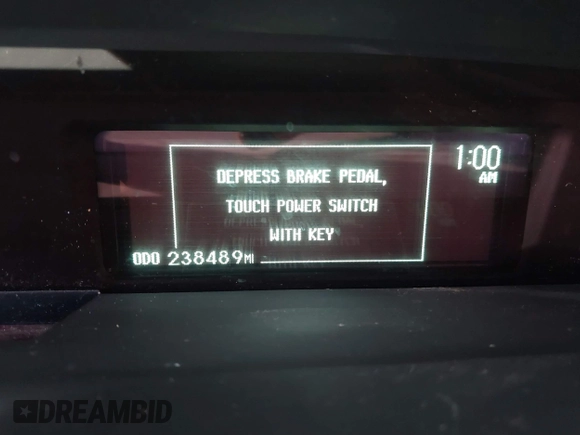 DEPRESS BRAKE PEDAL,
TOUCH POWER SWITCH
WITH KEY
1:00
AM
ODO 238489MI
DREAMBID